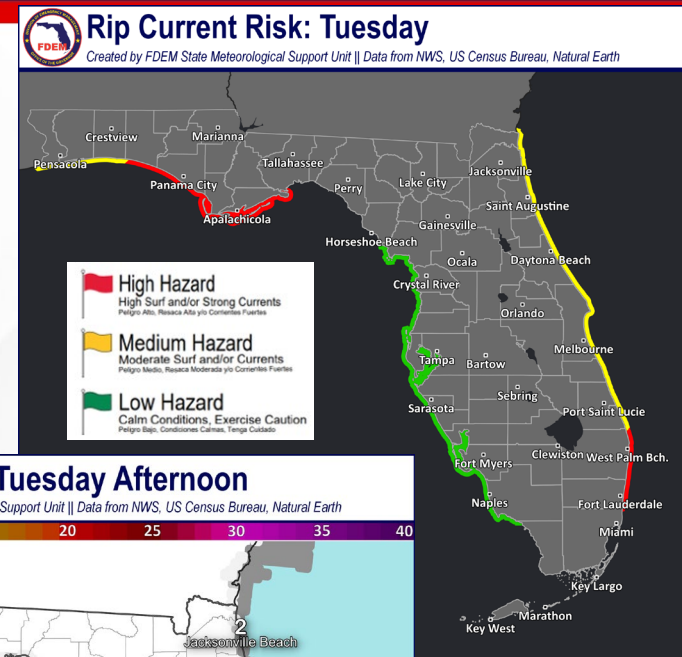 FDEM
Rip Current Risk: Tuesday
Created by FDEM State Meteorological Support Unit || Data from NWS, US Census Bureau, Natural Earth
Crestview
Marianna
Pensacola
Tallahassee
Jacksonville
Panama City
Perry
Lake City
Apalachicola
Saint Augustine
Gainesville
Horseshoe Beach
Ocala
Daytona Beach
Crystal River
Orlando
Melbourne
Tampa
Bartow
Sebring
Sarasota
Port Saint Lucie
Clewiston
West Palm Bch.
Fort Myers
Naples
Fort Lauderdale
Miami
Key Largo
Marathon
Key West
High Hazard
High Surf and/or Strong Currents
Peligro Alto, Resaca Alta y/o Corrientes Fuertes
Medium Hazard
Moderate Surf and/or Currents
Peligro Medio, Resaca Moderada y/o Corrientes Fuertes
Low Hazard
Calm Conditions, Exercise Caution
Peligro Bajo, Condiciones Calmas, Tenga Cuidado
Tuesday Afternoon
Support Unit || Data from NWS, US Census Bureau, Natural Earth
20 25 30 35 40
2
Jacksonville Beach